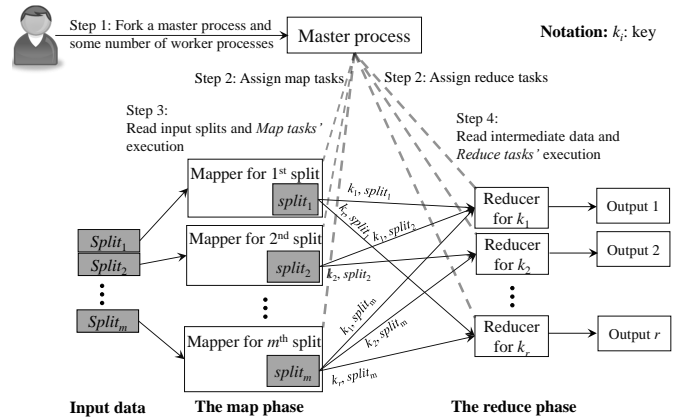 Step 1: Fork a master process and
some number of worker processes
Master process
Notation: kᵢ: key
Step 2: Assign map tasks
Step 2: Assign reduce tasks
Step 3:
Read input splits and Map tasks’
execution
Step 4:
Read intermediate data and
Reduce tasks’ execution
Mapper for 1st split
split₁
k₁, split₁
kᵣ, split₁
k₁, split₂
Reducer
for k₁
Output 1
Split₁
Split₂
Splitₘ
Mapper for 2nd split
split₂
k₂, split₂
Reducer
for k₂
Output 2
Mapper for mth split
splitₘ
k₁, splitₘ
k₂, splitₘ
kᵣ, splitₘ
Reducer
for kᵣ
Output r
Input data
The map phase
The reduce phase